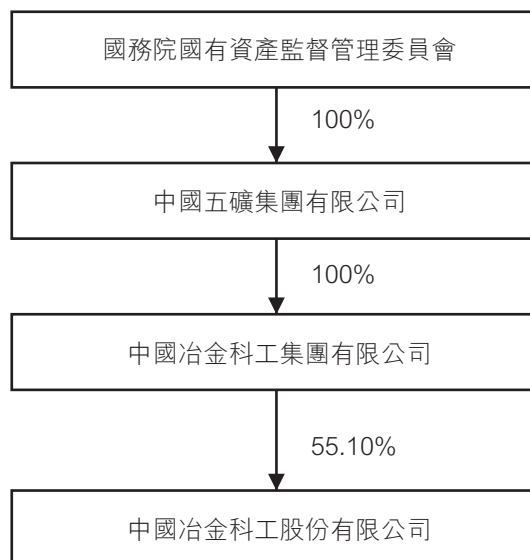 國務院國有資產監督管理委員會
100%
中國五礦集團有限公司
100%
中國冶金科工集團有限公司
55.10%
中國冶金科工股份有限公司